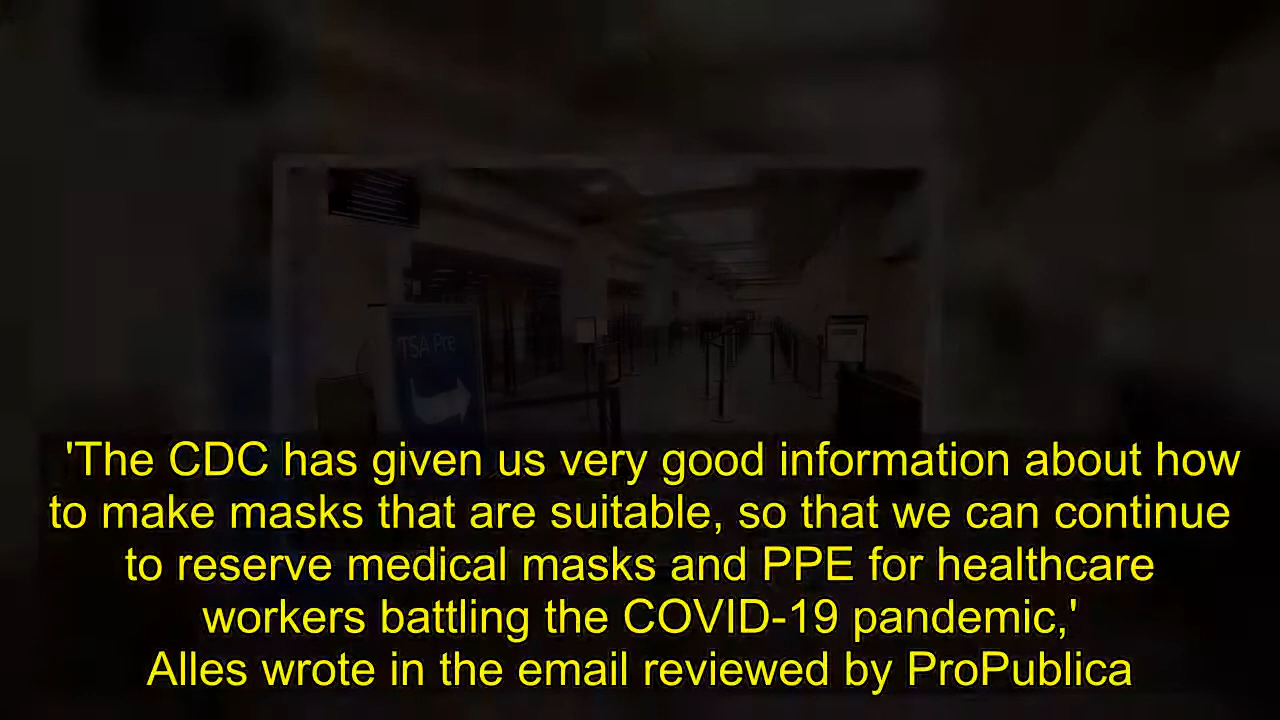 TSA Pre
'The CDC has given us very good information about how
to make masks that are suitable, so that we can continue
to reserve medical masks and PPE for healthcare
workers battling the COVID-19 pandemic,'
Alles wrote in the email reviewed by ProPublica